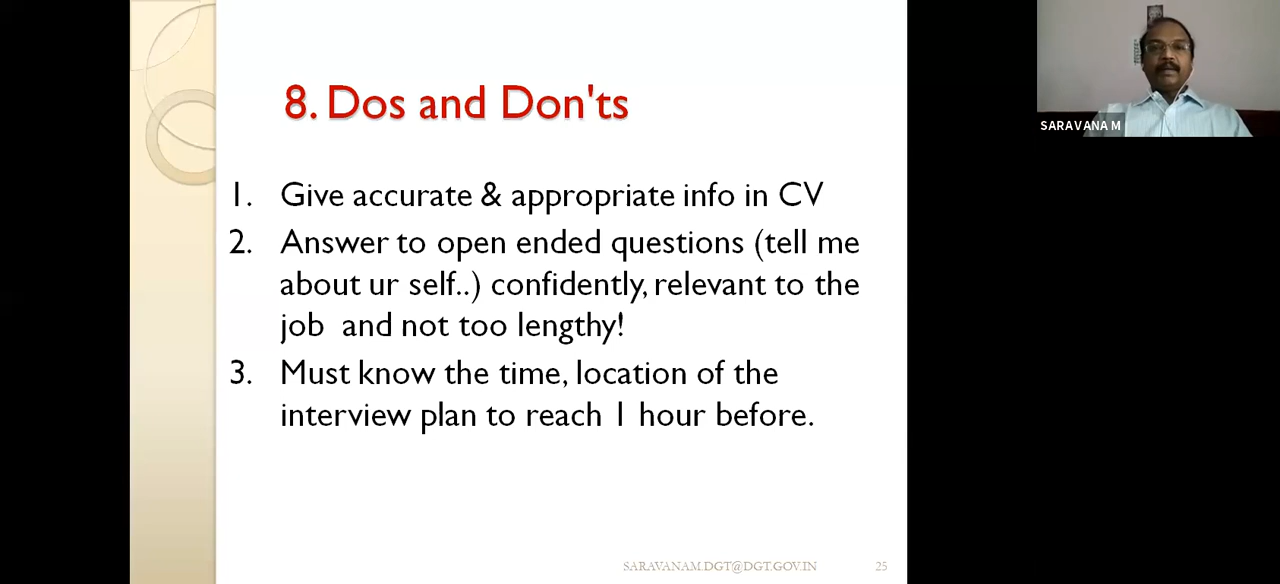 8. Dos and Don'ts
SARAVANA M
1. Give accurate & appropriate info in CV
2. Answer to open ended questions (tell me
about ur self..) confidently, relevant to the
job and not too lengthy!
3. Must know the time, location of the
interview plan to reach 1 hour before.
SARAVANAM.DGT@DGT.GOV.IN 25